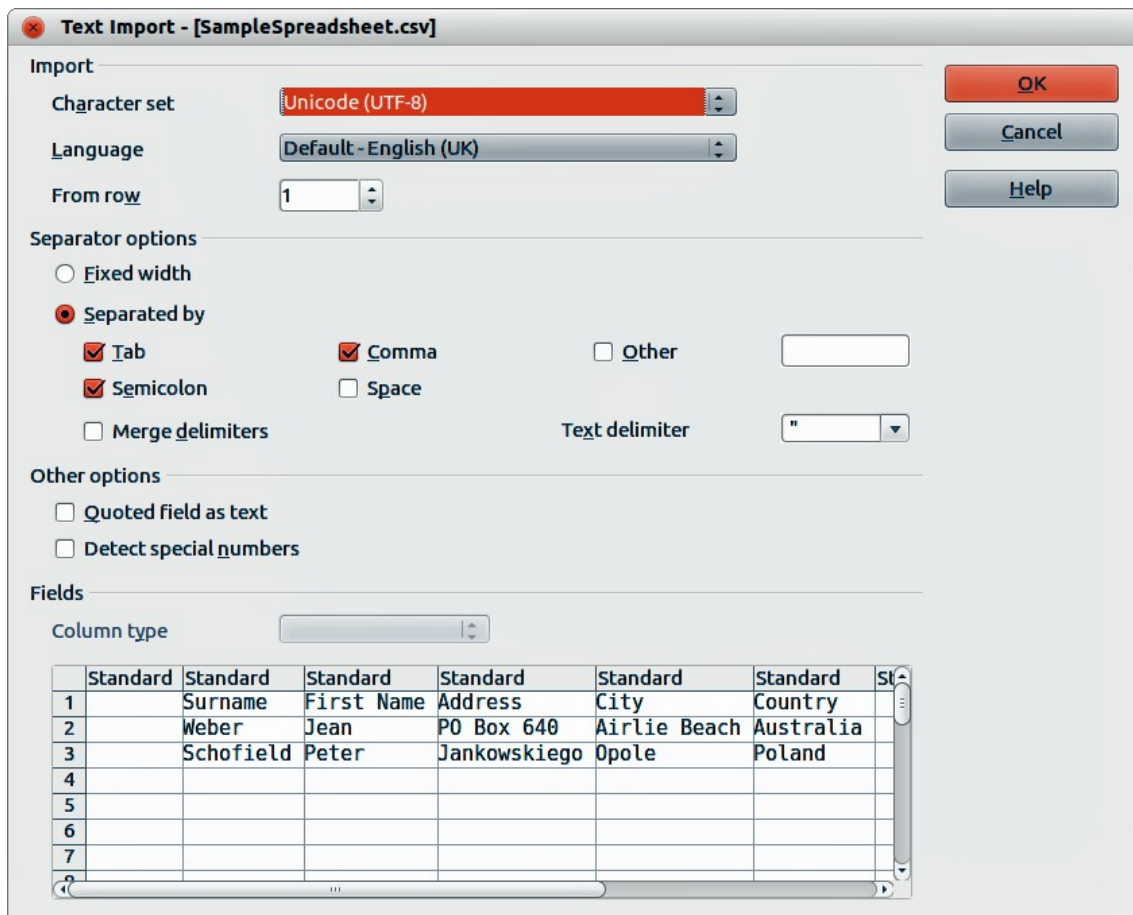 Text Import - [SampleSpreadsheet.csv]
Import
Character set Unicode (UTF-8)
OK
Language Default - English (UK)
Cancel
From row 1
Help
Separator options
Fixed width
Separated by
Tab Comma Other
Semicolon Space
Merge delimiters Text delimiter "
Other options
Quoted field as text
Detect special numbers
Fields
Column type
Standard Standard Standard Standard Standard Standard St
1 Surname First Name Address City Country
2 Weber Jean PO Box 640 Airlie Beach Australia
3 Schofield Peter Jankowskiego Opole Poland
4
5
6
7